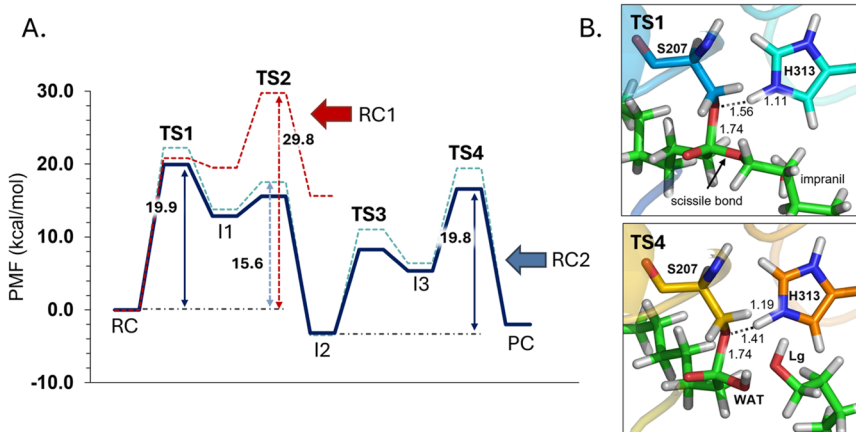 A.
30.0
20.0
10.0
0.0
-10.0
PMF (kcal/mol)
TS2
RC1
29.8
TS1
TS4
19.9
I1
15.6
TS3
19.8
RC2
I3
RC
I2
PC
B.
TS1
S207
H313
1.56
1.11
1.74
impranil
scissile bond
TS4
S207
H313
1.19
1.41
1.74
Lg
WAT